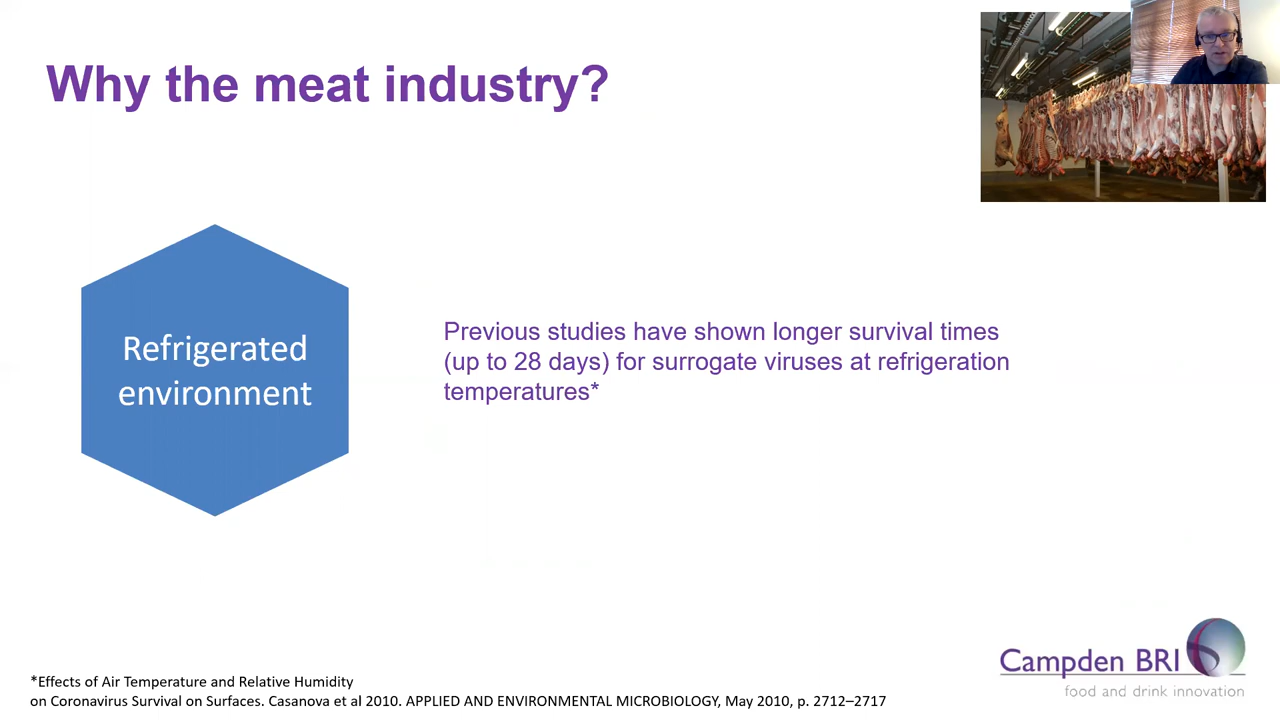 Why the meat industry?
Refrigerated
environment
Previous studies have shown longer survival times
(up to 28 days) for surrogate viruses at refrigeration
temperatures*
*Effects of Air Temperature and Relative Humidity
on Coronavirus Survival on Surfaces. Casanova et al 2010. APPLIED AND ENVIRONMENTAL MICROBIOLOGY, May 2010, p. 2712–2717
Campden BRI
food and drink innovation